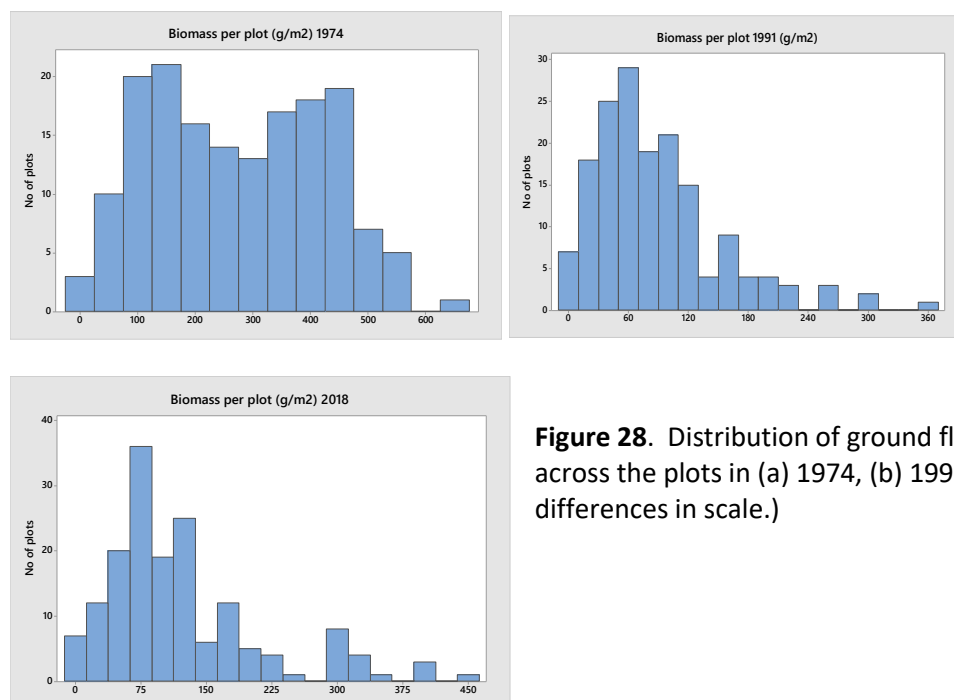 Biomass per plot (g/m2) 1974
No of plots
20
15
10
5
0
0 100 200 300 400 500 600
Biomass per plot 1991 (g/m2)
No of plots
30
25
20
15
10
5
0
0 60 120 180 240 300 360
Biomass per plot (g/m2) 2018
No of plots
40
30
20
10
0
0 75 150 225 300 375 450
Figure 28. Distribution of ground fl
across the plots in (a) 1974, (b) 199
differences in scale.)